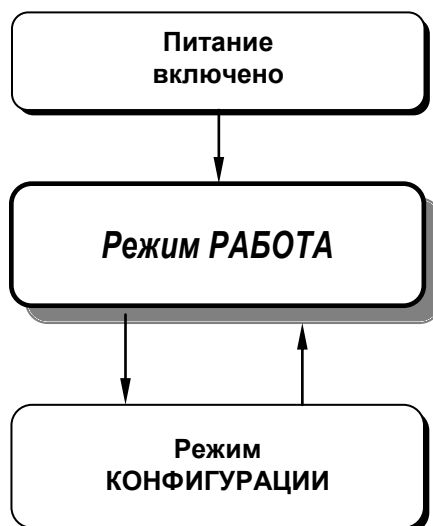 Питание
включено
Режим РАБОТА
Режим
КОНФИГУРАЦИИ